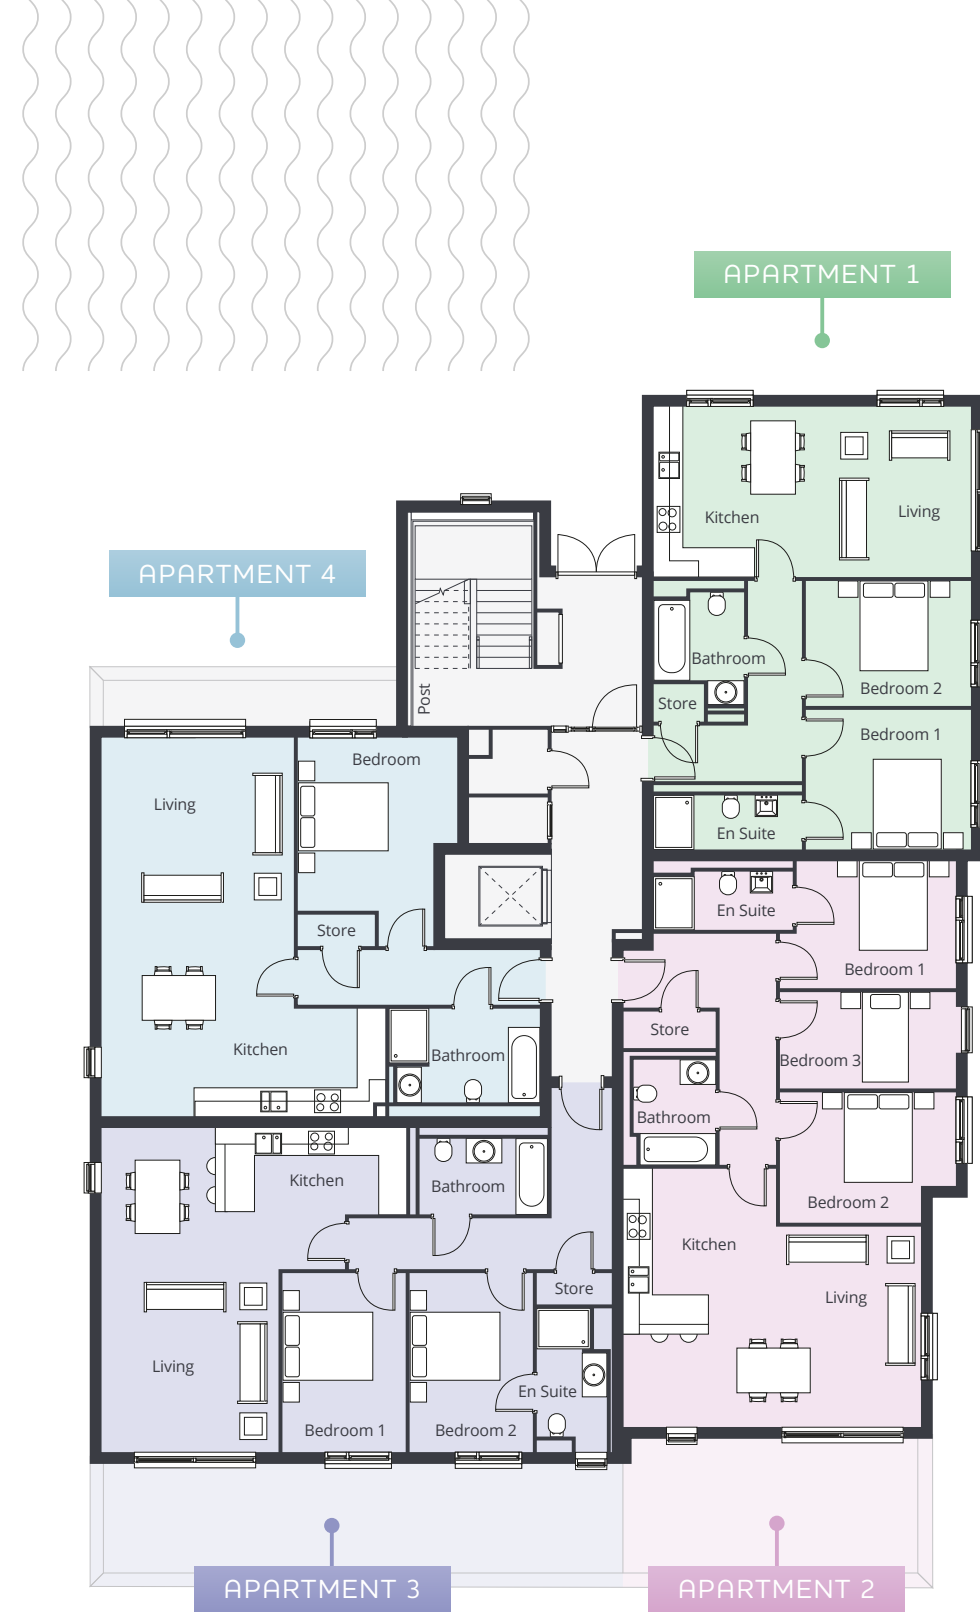 APARTMENT 1
Kitchen
Living
APARTMENT 4
Bathroom
Bedroom 2
Post
Store
Bedroom 1
Bedroom
Living
En Suite
En Suite
Store
Bedroom 1
Store
Kitchen
Bathroom
Bedroom 3
Bathroom
Kitchen
Bathroom
Bedroom 2
Kitchen
Store
Living
Living
En Suite
Bedroom 1
Bedroom 2
APARTMENT 3
APARTMENT 2